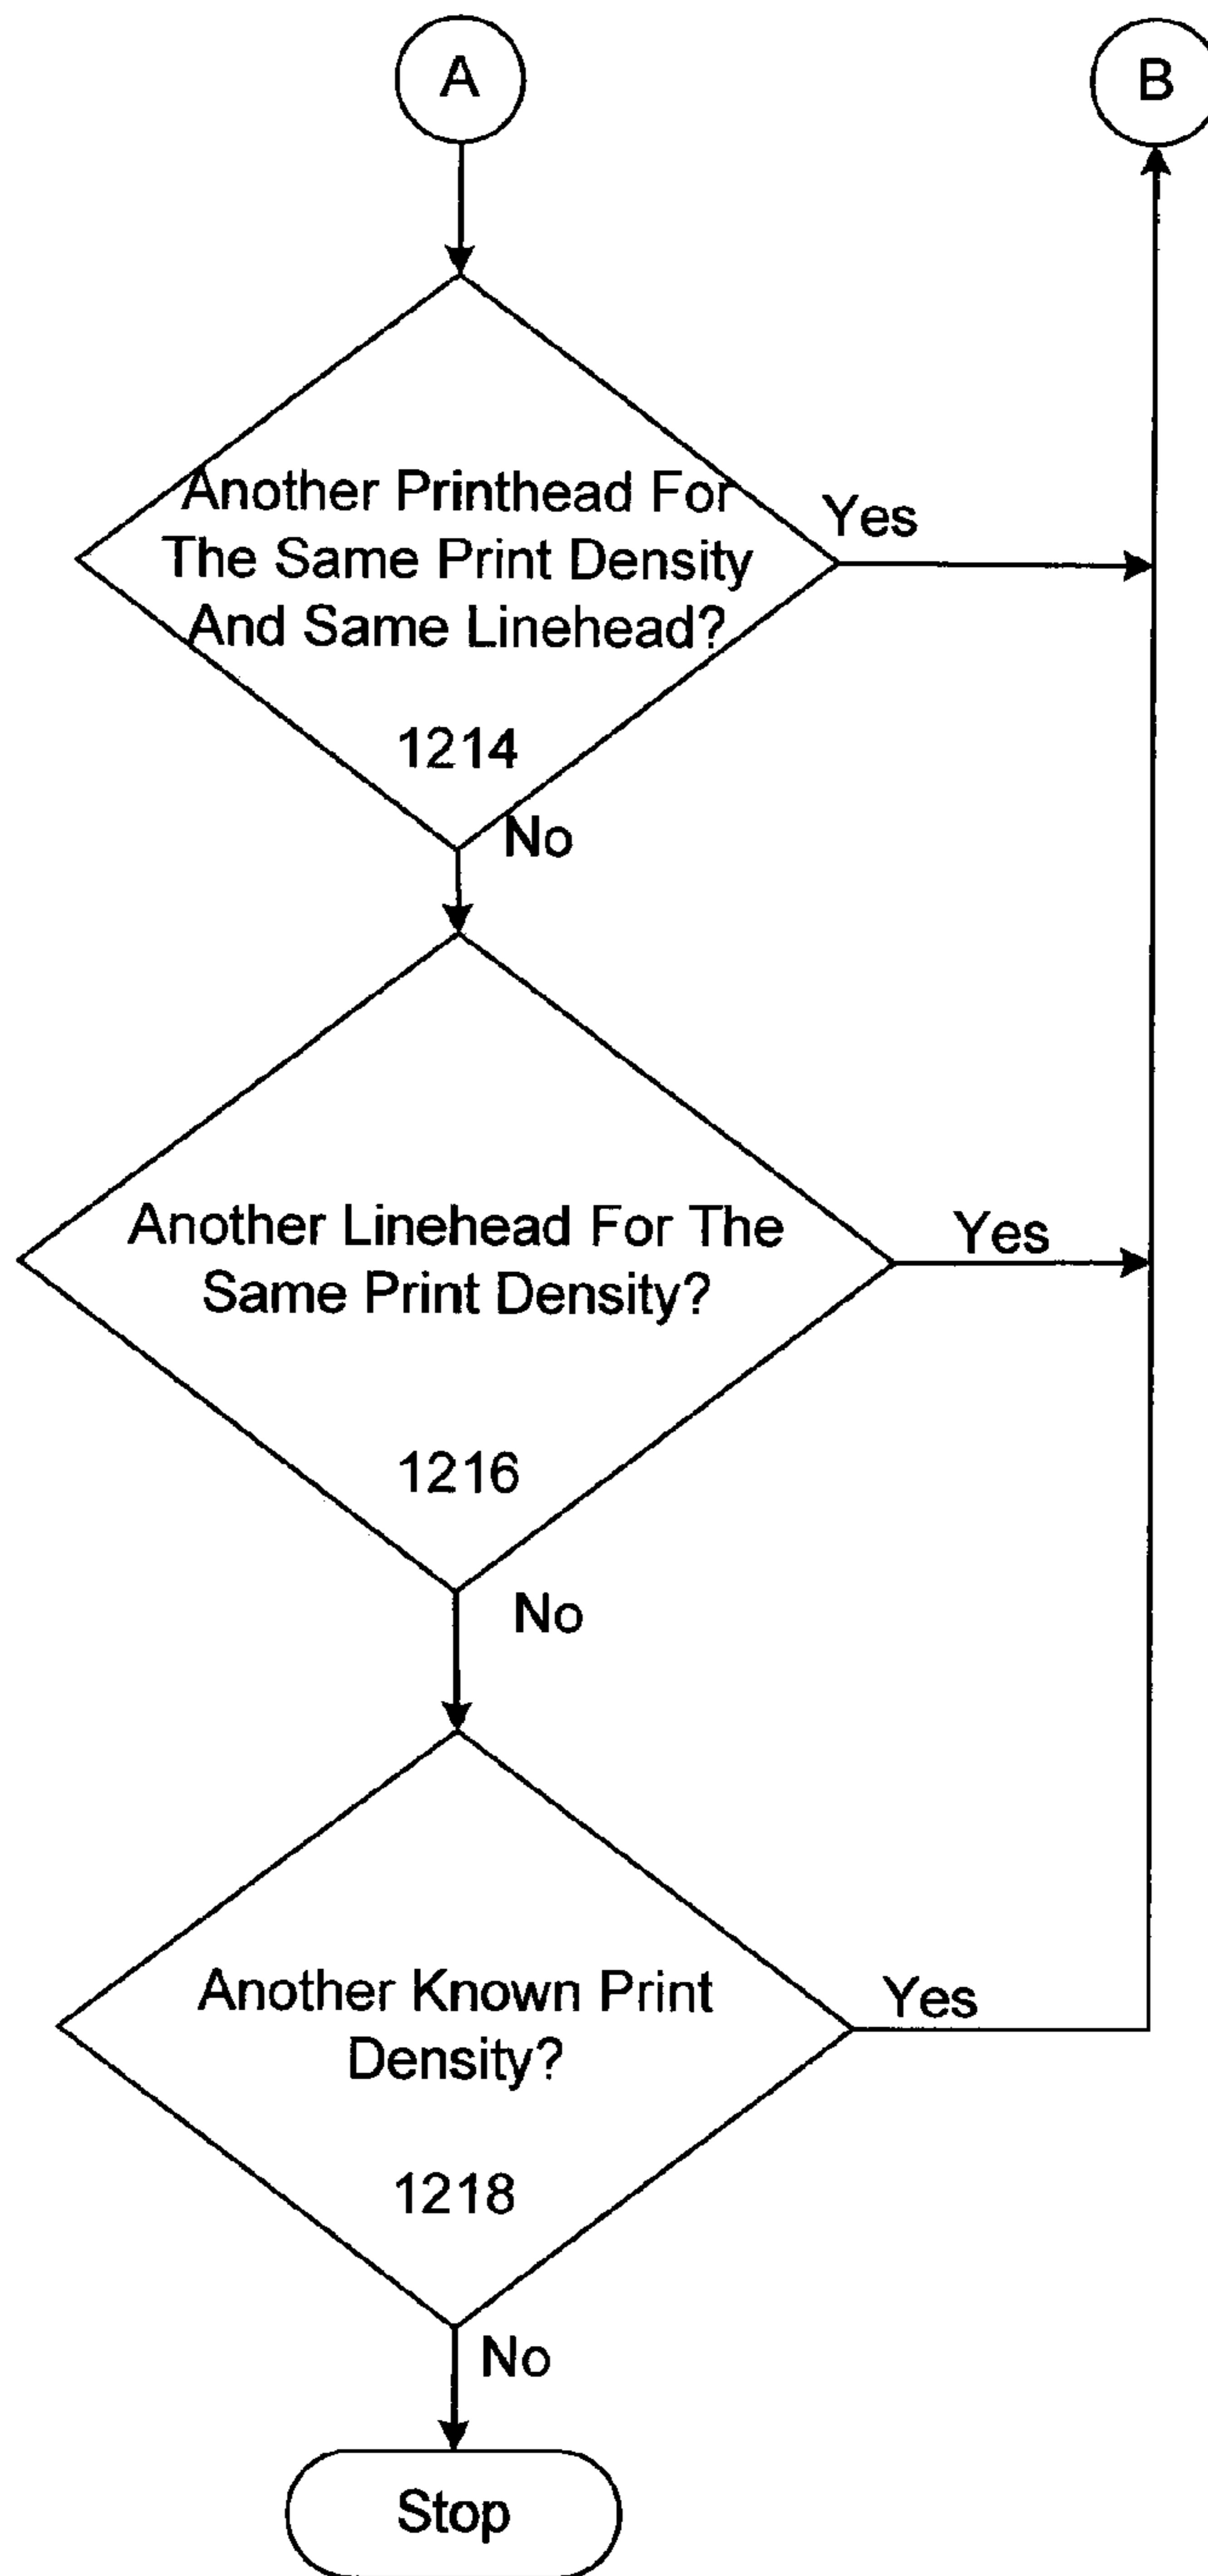 A
B
Another Printhead For
The Same Print Density
And Same Linehead?
Yes
1214
No
Another Linehead For The
Same Print Density?
Yes
1216
No
Another Known Print
Density?
Yes
1218
No
Stop